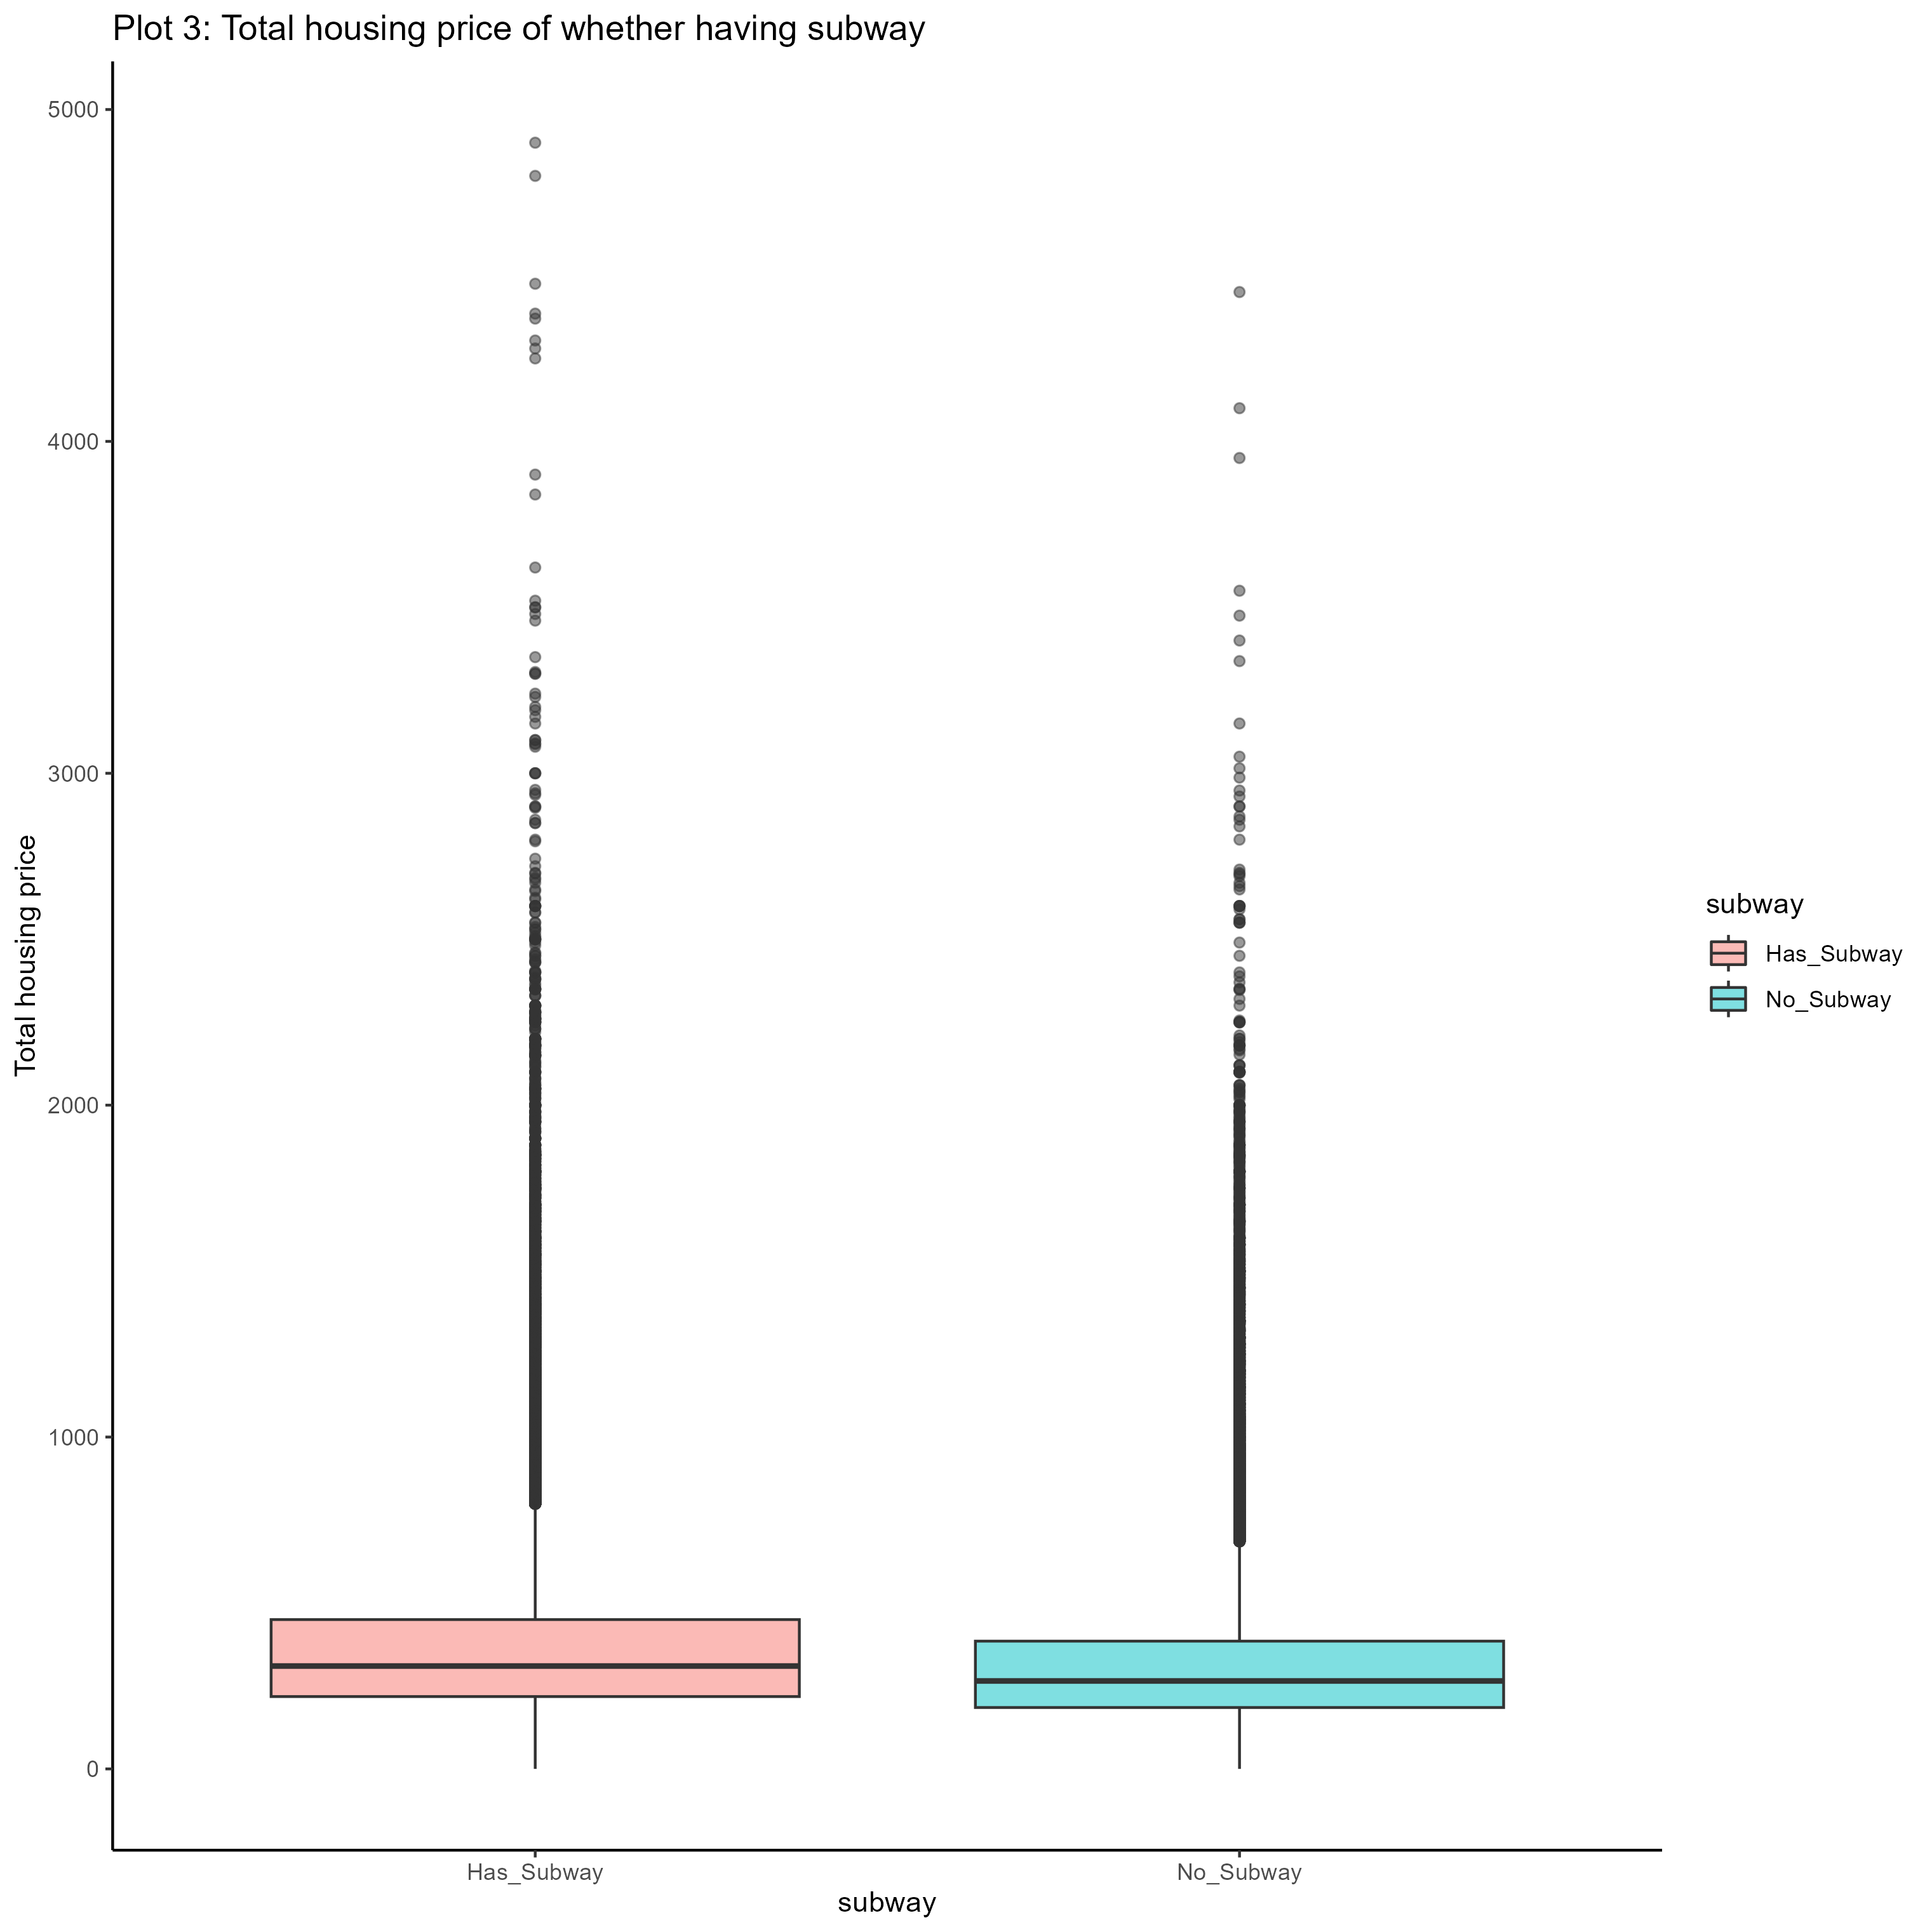 Plot 3: Total housing price of whether having subway
5000
4000
3000
2000
1000
0
Total housing price
Has_Subway
No_Subway
subway
subway
Has_Subway
No_Subway